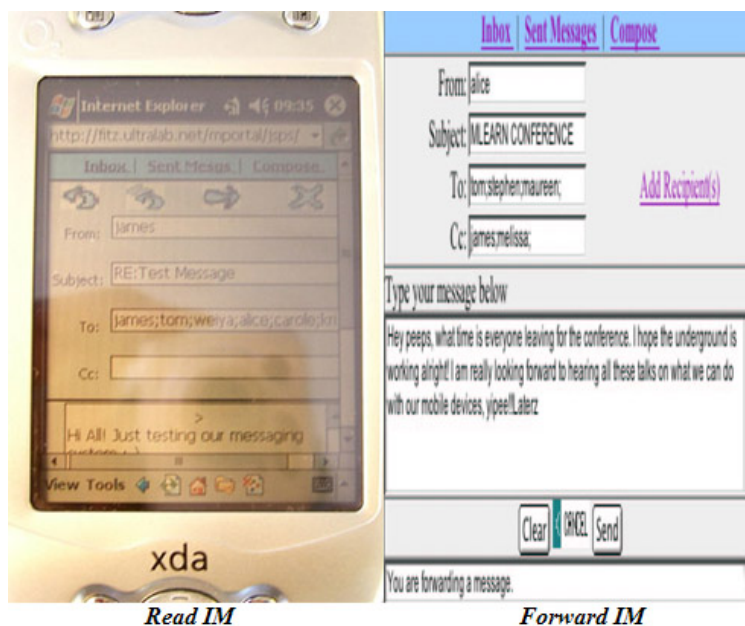 Internet Explorer 09:35
http://fitz.ultralab.net/mportal/jsps/
Inbox | Sent Mesgs | Compose
From: james
Subject: RE:Test Message
To: james;tom;weiya;alice;carole;kri
Cc:
>
Hi All! Just testing our messaging
system :-)
View Tools
xda
Read IM
Inbox | Sent Messages | Compose
From: alice
Subject: MLEARN CONFERENCE
To: tom;stephen;maureen; Add Recipient(s)
Cc: james;melissa;
Type your message below
Hey peeps, what time is everyone leaving for the conference. I hope the underground is
working alright! I am really looking forward to hearing all these talks on what we can do
with our mobile devices, yipee!!Laterz
Clear CANCEL Send
You are forwarding a message.
Forward IM